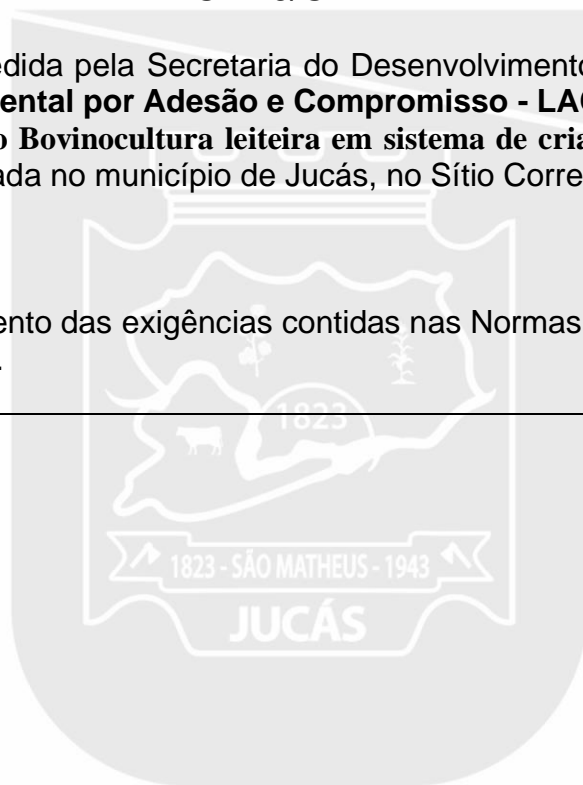 edida pela Secretaria do Desenvolvimento
ental por Adesão e Compromisso - LAC
o Bovinocultura leiteira em sistema de cria
ada no município de Jucás, no Sítio Corre
ento das exigências contidas nas Normas
.
1823
1823 - SÃO MATHEUS - 1943
JUCÁS